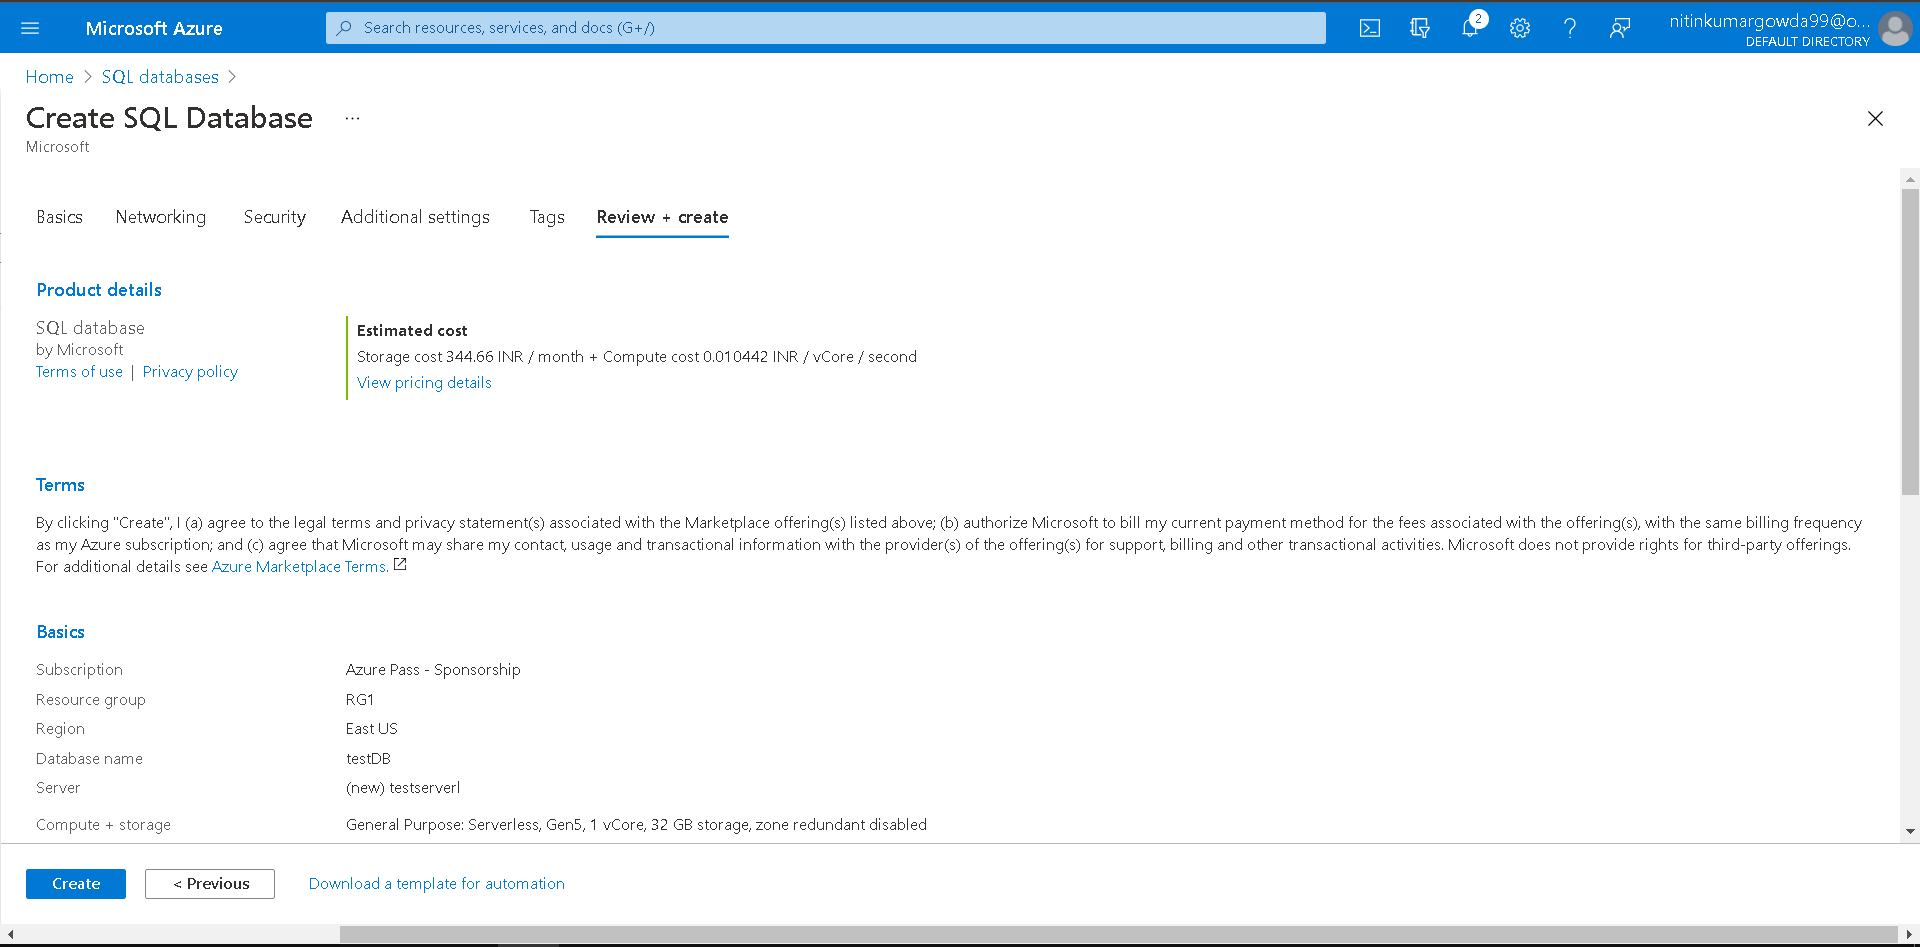 Microsoft Azure
Search resources, services, and docs (G+/)
2
nitinkumargowda99@o...
DEFAULT DIRECTORY
Home > SQL databases >
Create SQL Database ...
Microsoft
Basics Networking Security Additional settings Tags Review + create
Product details
SQL database
by Microsoft
Terms of use | Privacy policy
Estimated cost
Storage cost 344.66 INR / month + Compute cost 0.010442 INR / vCore / second
View pricing details
Terms
By clicking "Create", I (a) agree to the legal terms and privacy statement(s) associated with the Marketplace offering(s) listed above; (b) authorize Microsoft to bill my current payment method for the fees associated with the offering(s), with the same billing frequency
as my Azure subscription; and (c) agree that Microsoft may share my contact, usage and transactional information with the provider(s) of the offering(s) for support, billing and other transactional activities. Microsoft does not provide rights for third-party offerings.
For additional details see Azure Marketplace Terms.
Basics
Subscription Azure Pass - Sponsorship
Resource group RG1
Region East US
Database name testDB
Server (new) testserverl
Compute + storage General Purpose: Serverless, Gen5, 1 vCore, 32 GB storage, zone redundant disabled
Create < Previous Download a template for automation